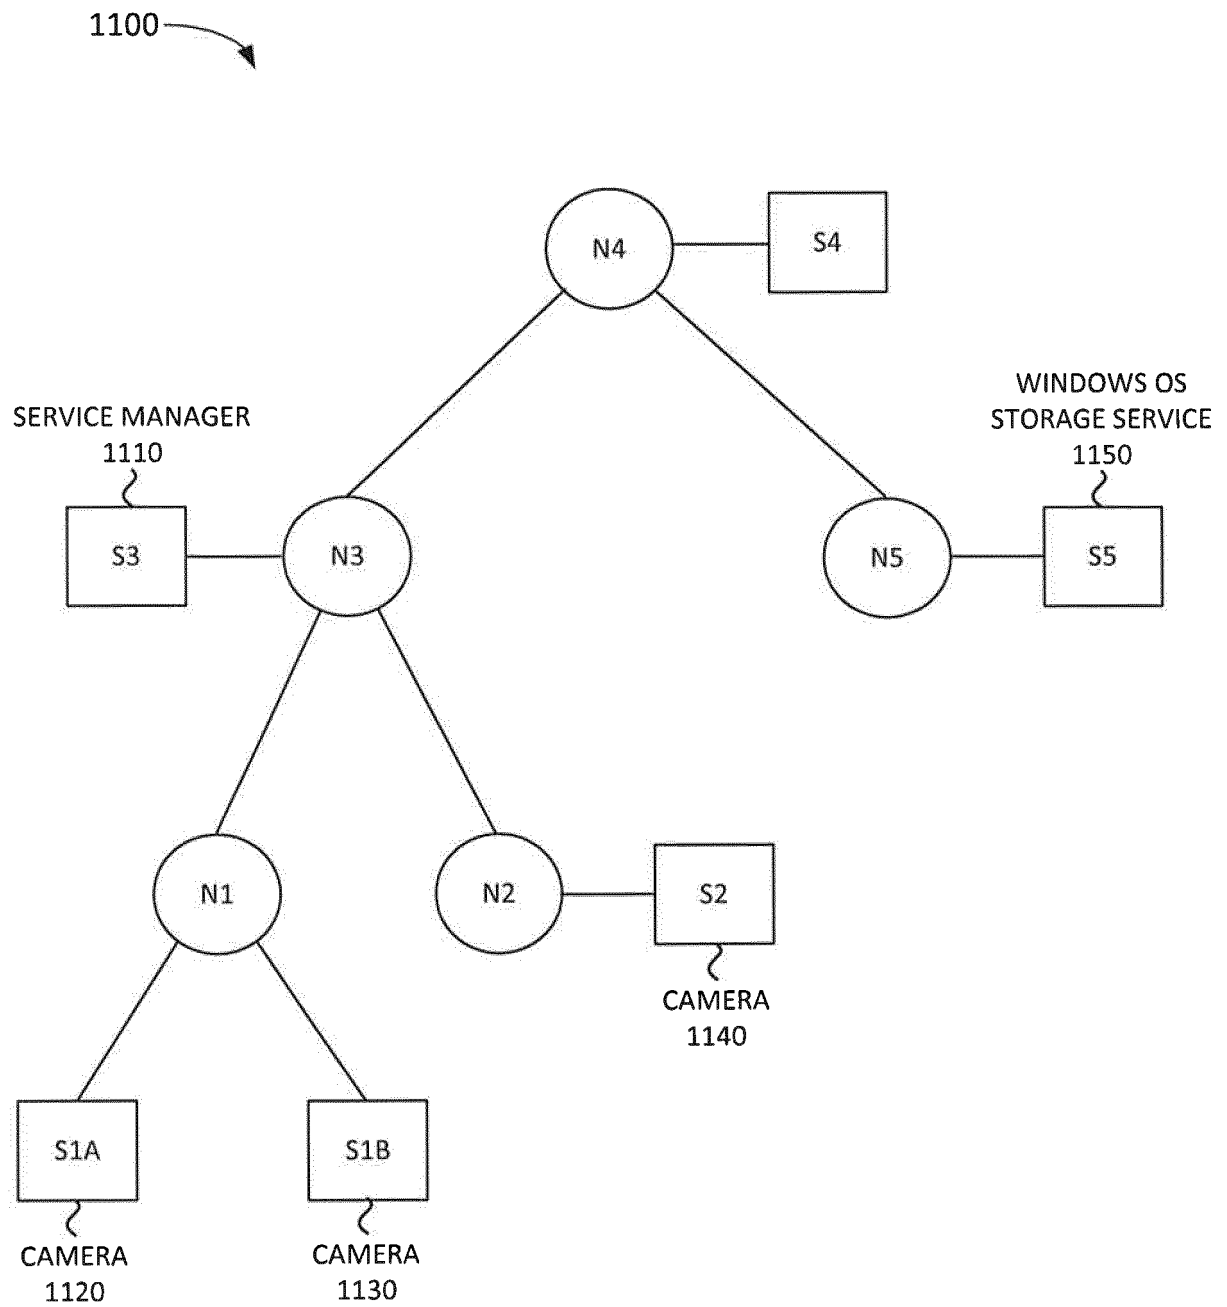 1100
N4
S4
WINDOWS OS
STORAGE SERVICE
1150
SERVICE MANAGER
1110
S3
N3
N5
S5
N1
N2
S2
CAMERA
1140
S1A
S1B
CAMERA
1120
CAMERA
1130